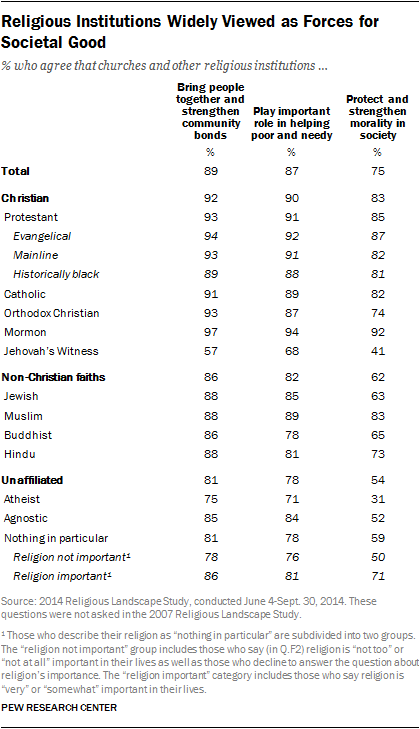 Religious Institutions Widely Viewed as Forces for
Societal Good
% who agree that churches and other religious institutions ...
Bring people
together and
strengthen
community
bonds
Play important
role in helping
poor and needy
Protect and
strengthen
morality in
society
% % %
Total 89 87 75
Christian 92 90 83
Protestant 93 91 85
Evangelical 94 92 87
Mainline 93 91 82
Historically black 89 88 81
Catholic 91 89 82
Orthodox Christian 93 87 74
Mormon 97 94 92
Jehovah's Witness 57 68 41
Non-Christian faiths 86 82 62
Jewish 88 85 63
Muslim 88 89 83
Buddhist 86 78 65
Hindu 88 81 73
Unaffiliated 81 78 54
Atheist 75 71 31
Agnostic 85 84 52
Nothing in particular 81 78 59
Religion not important¹ 78 76 50
Religion important¹ 86 81 71
Source: 2014 Religious Landscape Study, conducted June 4-Sept. 30, 2014. These
questions were not asked in the 2007 Religious Landscape Study.
¹ Those who describe their religion as "nothing in particular" are subdivided into two groups.
The "religion not important" group includes those who say (in Q.F2) religion is "not too" or
"not at all" important in their lives as well as those who decline to answer the question about
religion's importance. The "religion important" category includes those who say religion is
"very" or "somewhat" important in their lives.
PEW RESEARCH CENTER